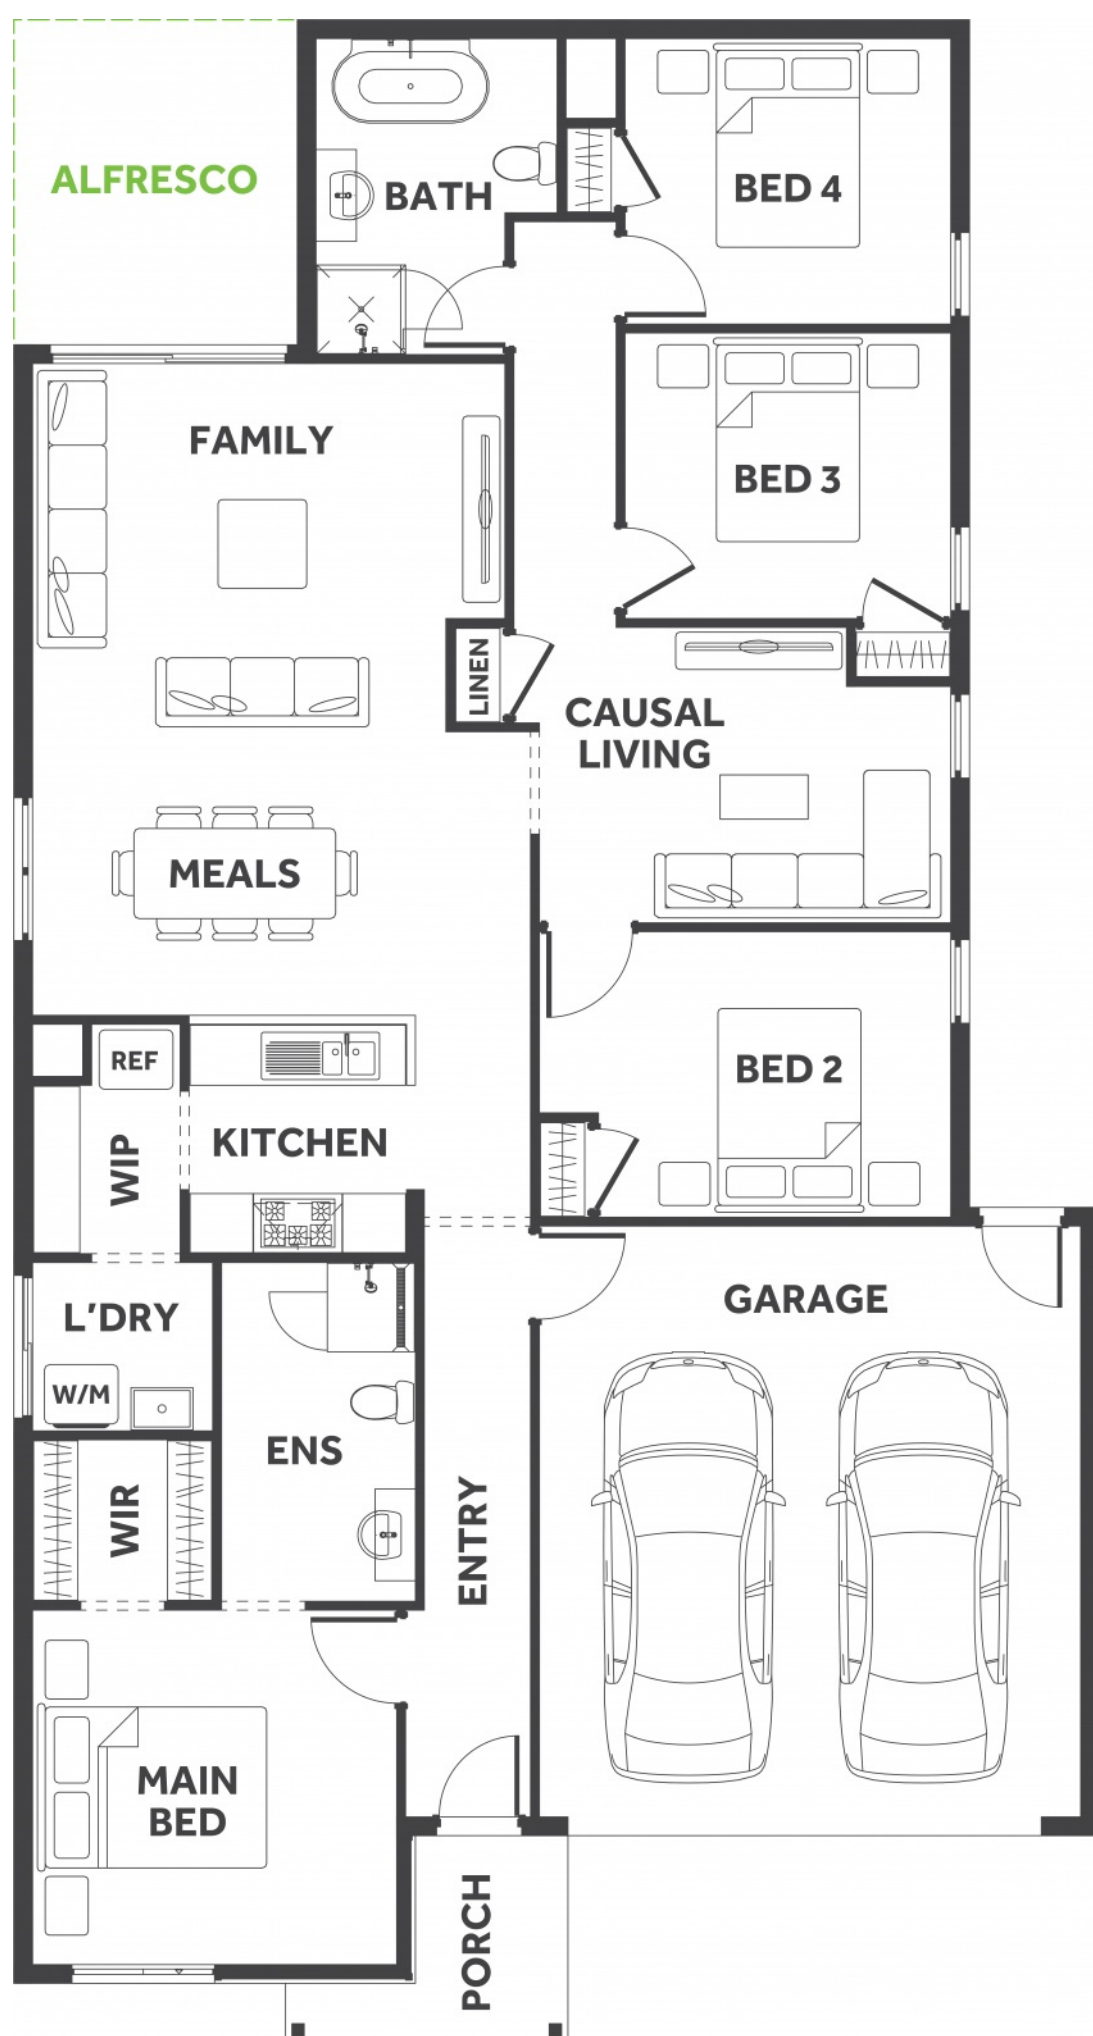 ALFRESCO
BATH
BED 4
FAMILY
BED 3
LINEN
CAUSAL
LIVING
MEALS
REF
BED 2
WIP
KITCHEN
L'DRY
GARAGE
W/M
ENS
WIR
ENTRY
MAIN
BED
PORCH